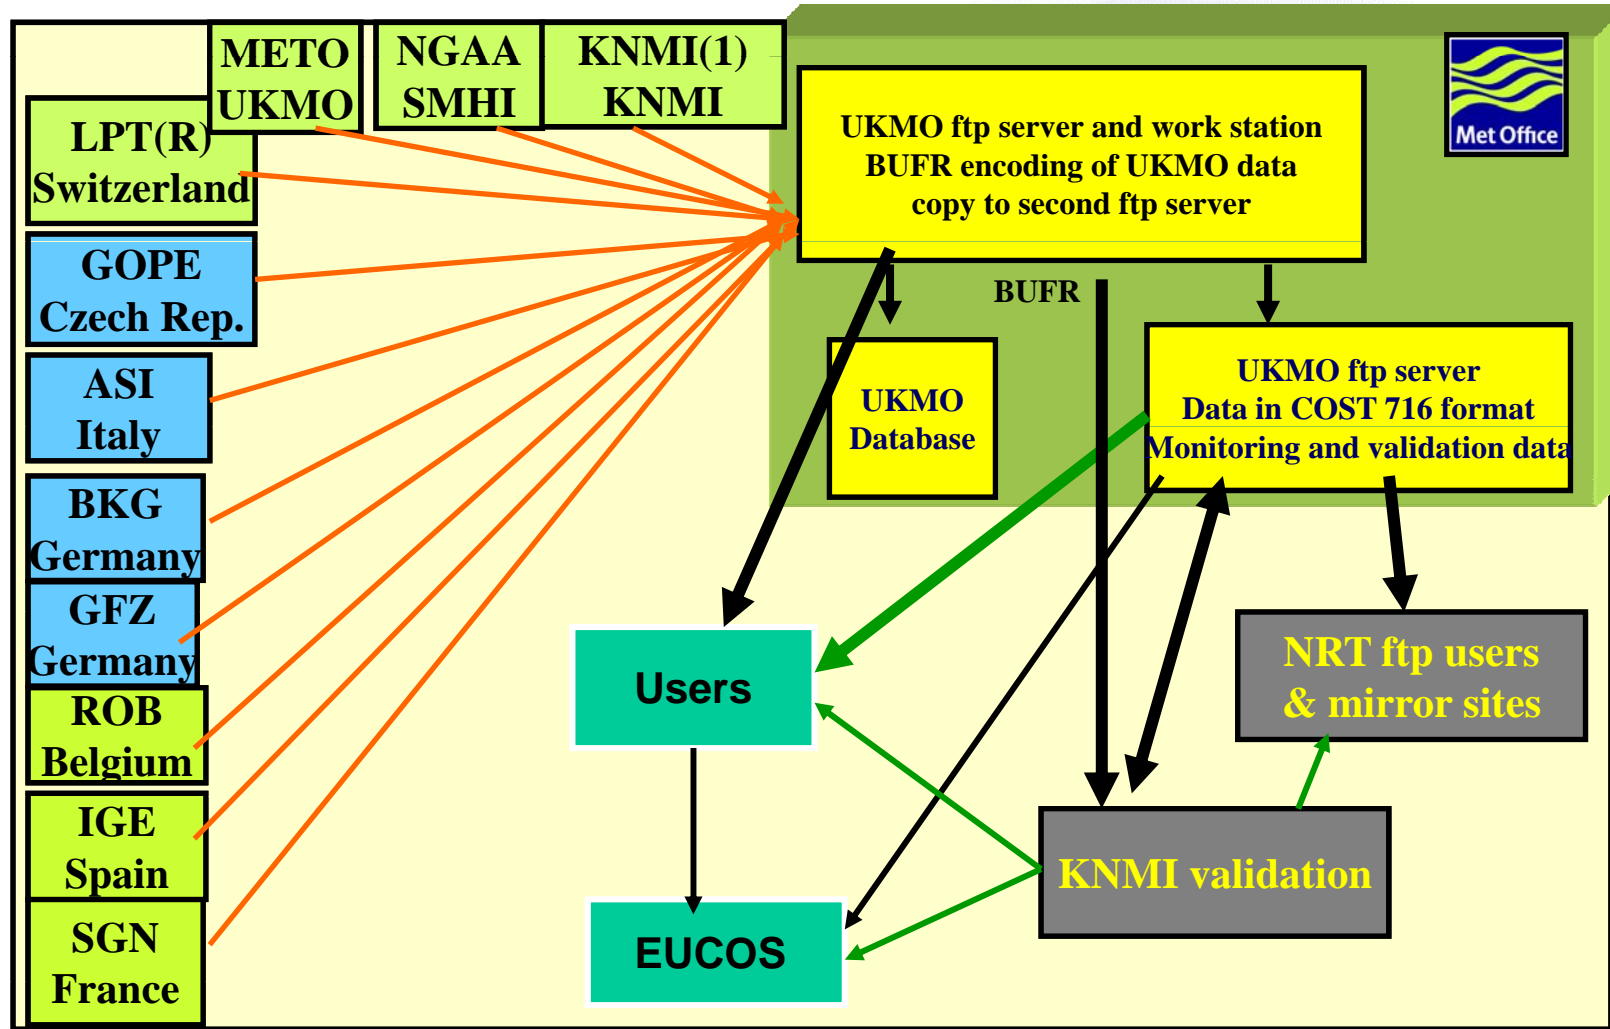 METO
UKMO
NGAA
SMHI
KNMI(1)
KNMI
LPT(R)
Switzerland
GOPE
Czech Rep.
ASI
Italy
BKG
Germany
GFZ
Germany
ROB
Belgium
IGE
Spain
SGN
France
UKMO ftp server and work station
BUFR encoding of UKMO data
copy to second ftp server
Met Office
BUFR
UKMO
Database
UKMO ftp server
Data in COST 716 format
Monitoring and validation data
Users
NRT ftp users
& mirror sites
KNMI validation
EUCOS